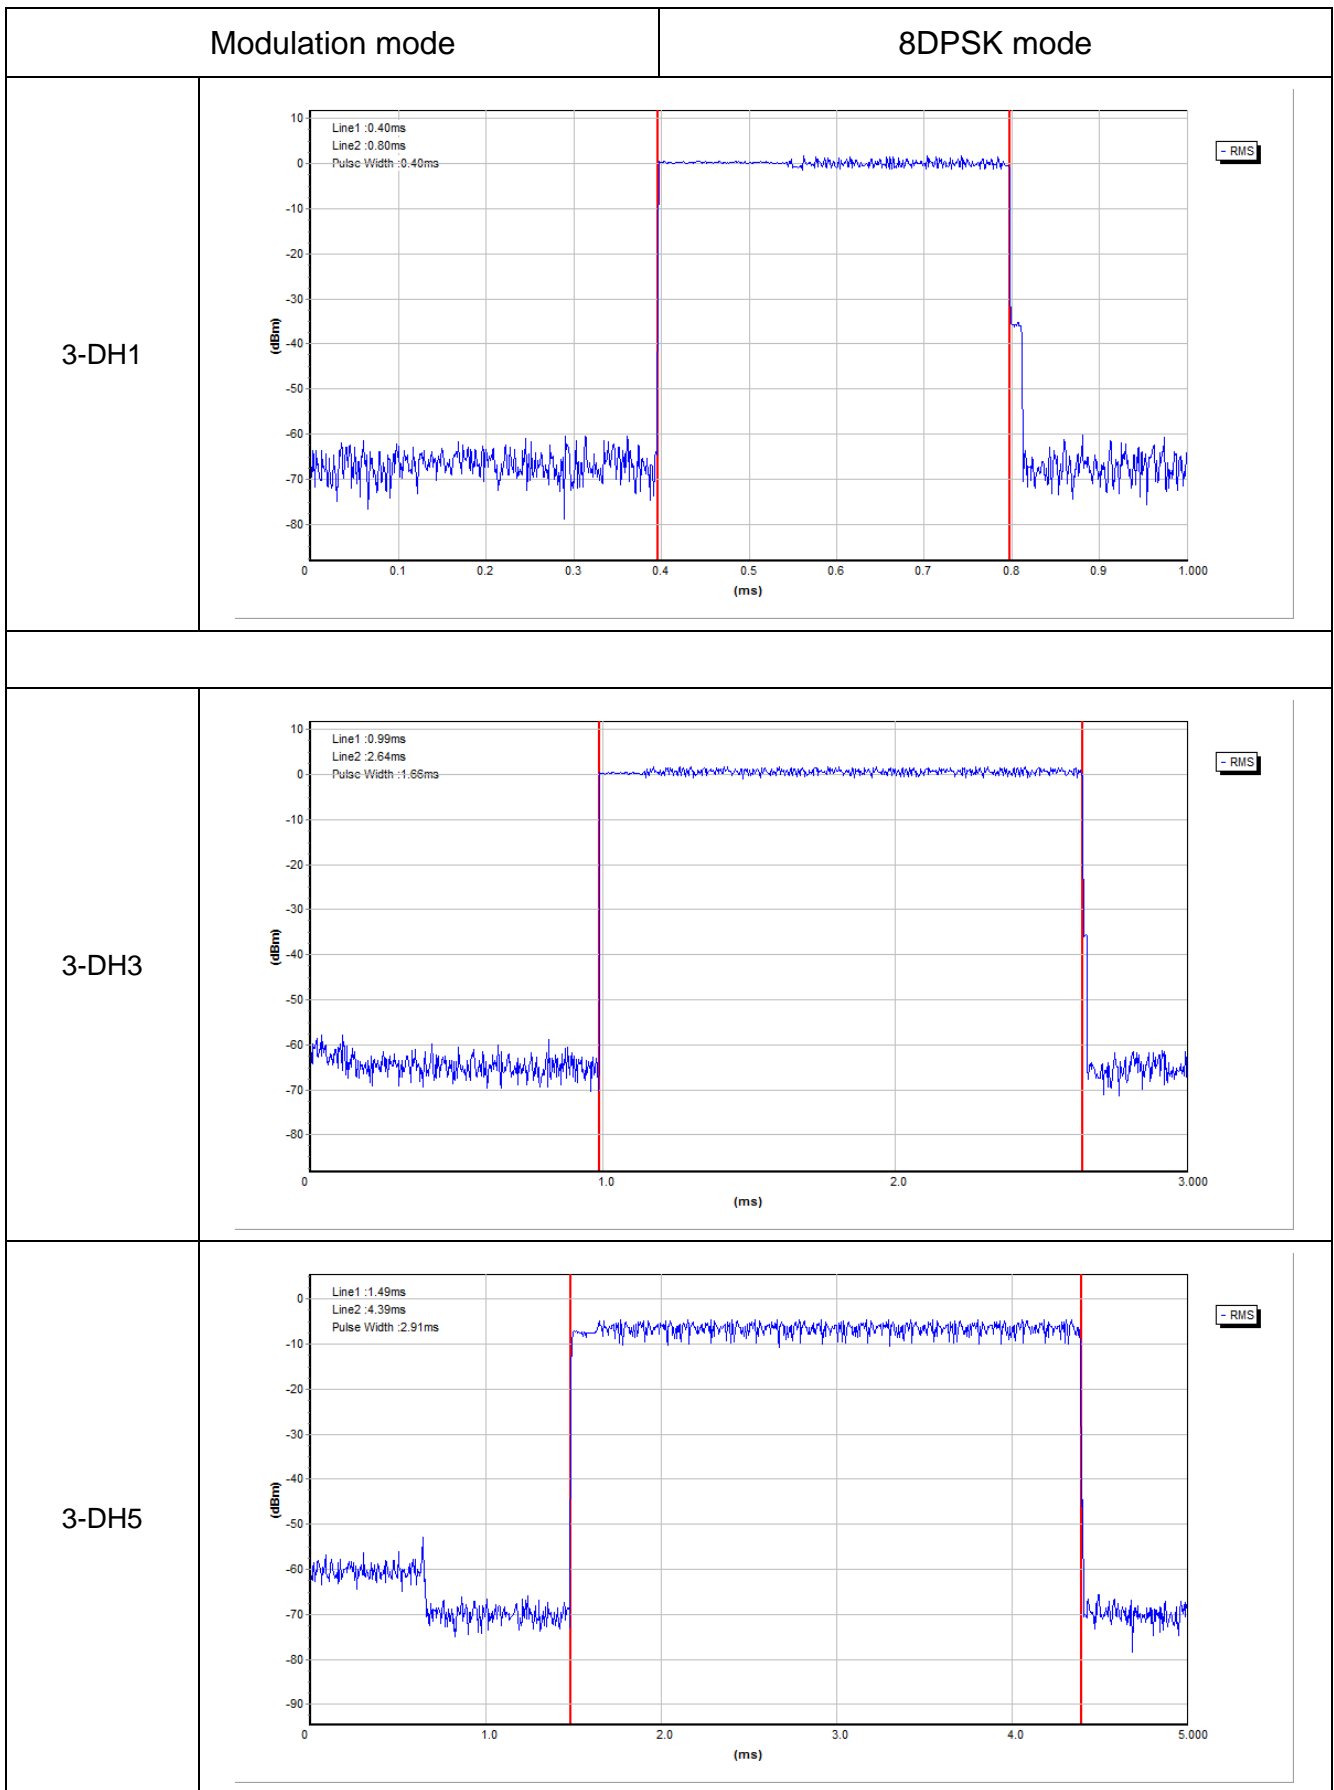 Modulation mode
8DPSK mode
3-DH1
Line1 :0.40ms
Line2 :0.80ms
Pulse Width :0.40ms
- RMS
10
0
-10
-20
-30
-40
-50
-60
-70
-80
(dBm)
0 0.1 0.2 0.3 0.4 0.5 0.6 0.7 0.8 0.9 1.000
(ms)
3-DH3
Line1 :0.99ms
Line2 :2.64ms
Pulse Width :1.66ms
- RMS
10
0
-10
-20
-30
-40
-50
-60
-70
-80
(dBm)
0 1.0 2.0 3.000
(ms)
3-DH5
Line1 :1.49ms
Line2 :4.39ms
Pulse Width :2.91ms
- RMS
0
-10
-20
-30
-40
-50
-60
-70
-80
-90
(dBm)
0 1.0 2.0 3.0 4.0 5.000
(ms)